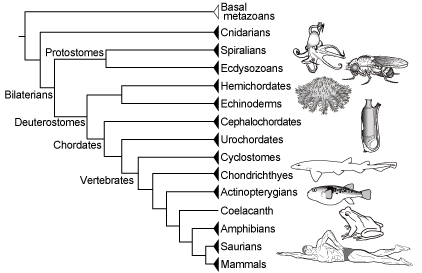 Basal
metazoans
Cnidarians
Protostomes
Spiralians
Ecdysozoans
Bilaterians
Hemichordates
Echinoderms
Deuterostomes
Cephalochordates
Chordates
Urochordates
Cyclostomes
Vertebrates
Chondrichthyes
Actinopterygians
Coelacanth
Amphibians
Saurians
Mammals